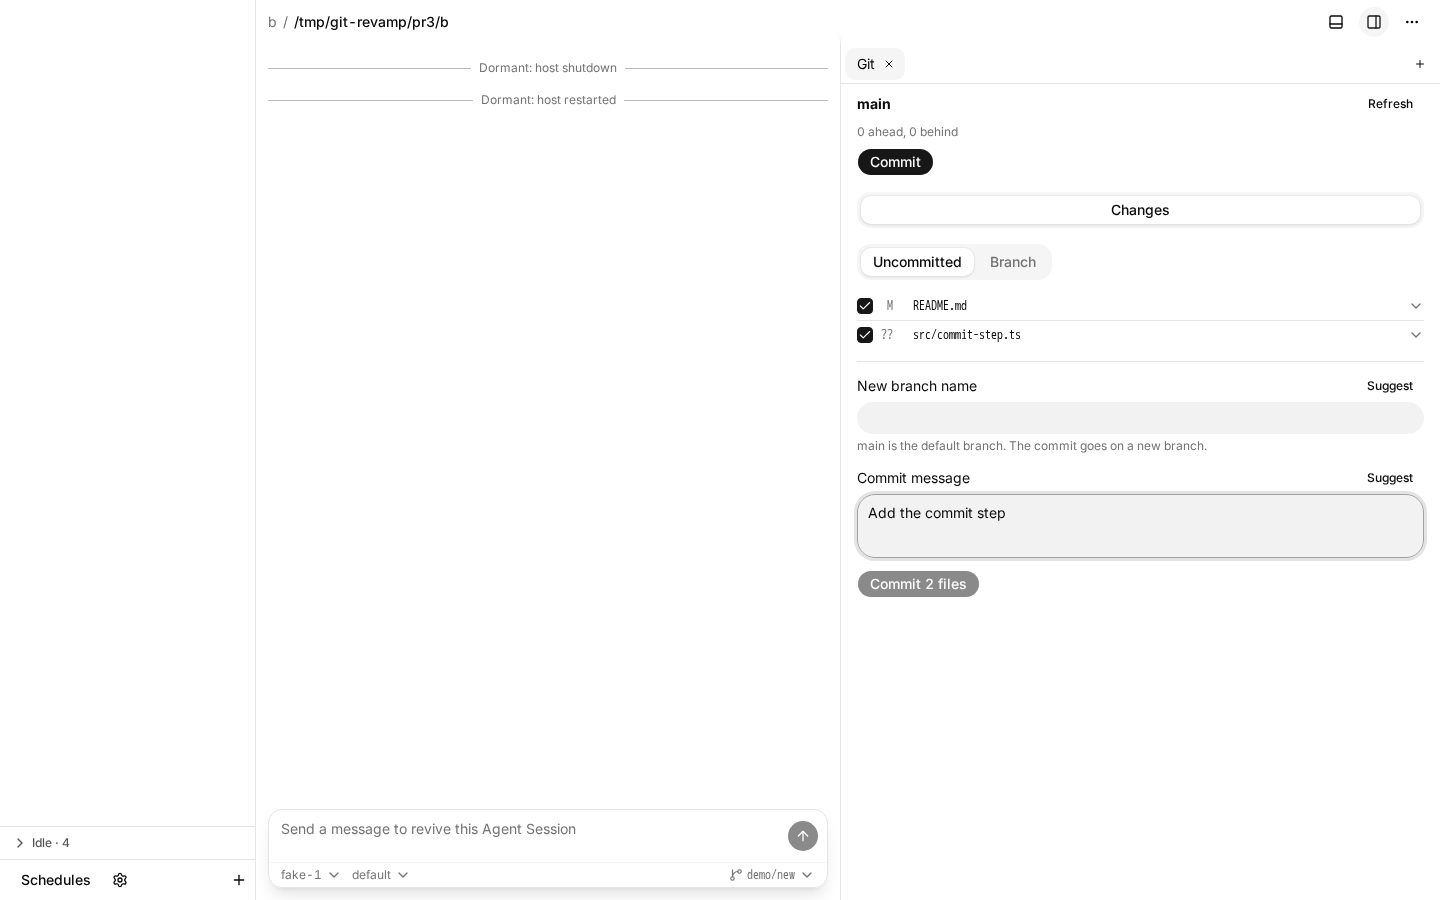 b / /tmp/git-revamp/pr3/b
Dormant: host shutdown
Dormant: host restarted
Send a message to revive this Agent Session
fake-1
default
demo/new
Idle · 4
Schedules
Git
main
Refresh
0 ahead, 0 behind
Commit
Changes
Uncommitted
Branch
M README.md
?? src/commit-step.ts
New branch name
Suggest
main is the default branch. The commit goes on a new branch.
Commit message
Suggest
Add the commit step
Commit 2 files